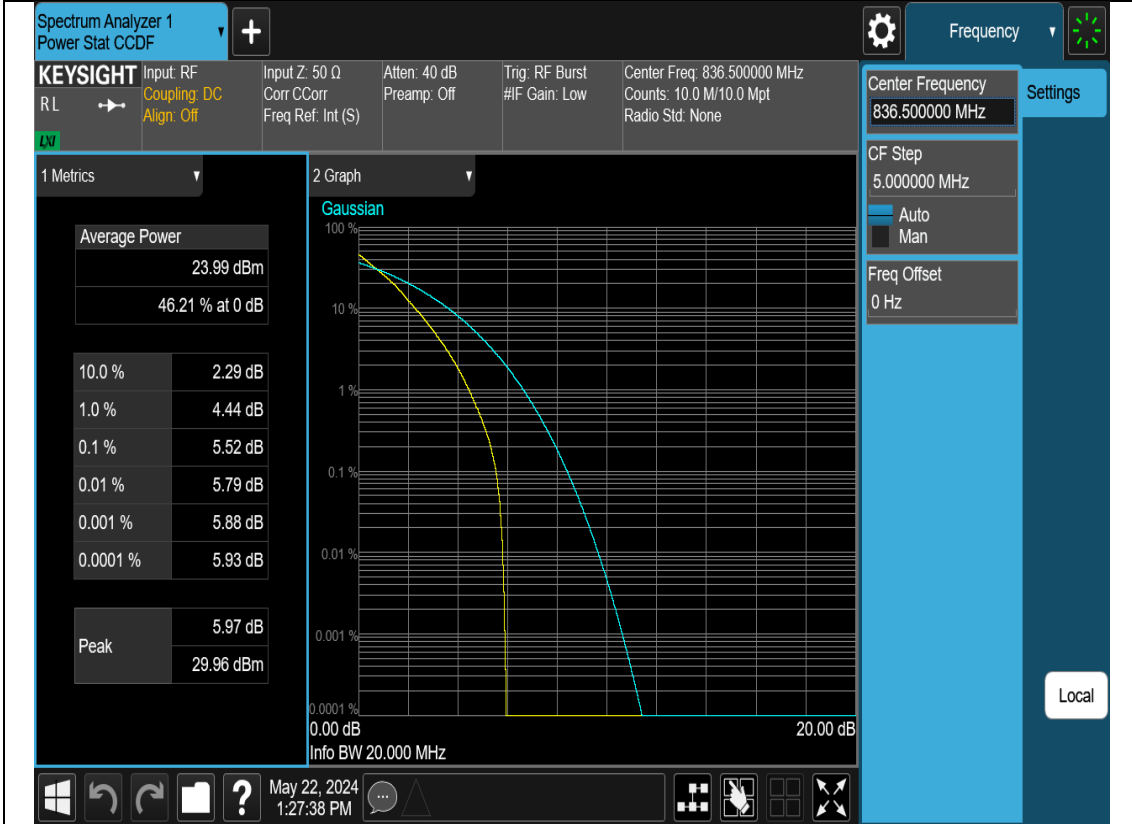 Spectrum Analyzer 1
Power Stat CCDF
+
Frequency
KEYSIGHT
RL
LXI
Input: RF
Coupling: DC
Align: Off
Input Z: 50 Ω
Corr CCorr
Freq Ref: Int (S)
Atten: 40 dB
Preamp: Off
Trig: RF Burst
#IF Gain: Low
Center Freq: 836.500000 MHz
Counts: 10.0 M/10.0 Mpt
Radio Std: None
Center Frequency
836.500000 MHz
Settings
CF Step
5.000000 MHz
Auto
Man
Freq Offset
0 Hz
1 Metrics
Average Power
23.99 dBm
46.21 % at 0 dB
10.0 % 2.29 dB
1.0 % 4.44 dB
0.1 % 5.52 dB
0.01 % 5.79 dB
0.001 % 5.88 dB
0.0001 % 5.93 dB
Peak
5.97 dB
29.96 dBm
2 Graph
Gaussian
100 %
10 %
1 %
0.1 %
0.01 %
0.001 %
0.0001 %
0.00 dB 20.00 dB
Info BW 20.000 MHz
Local
?
May 22, 2024
1:27:38 PM